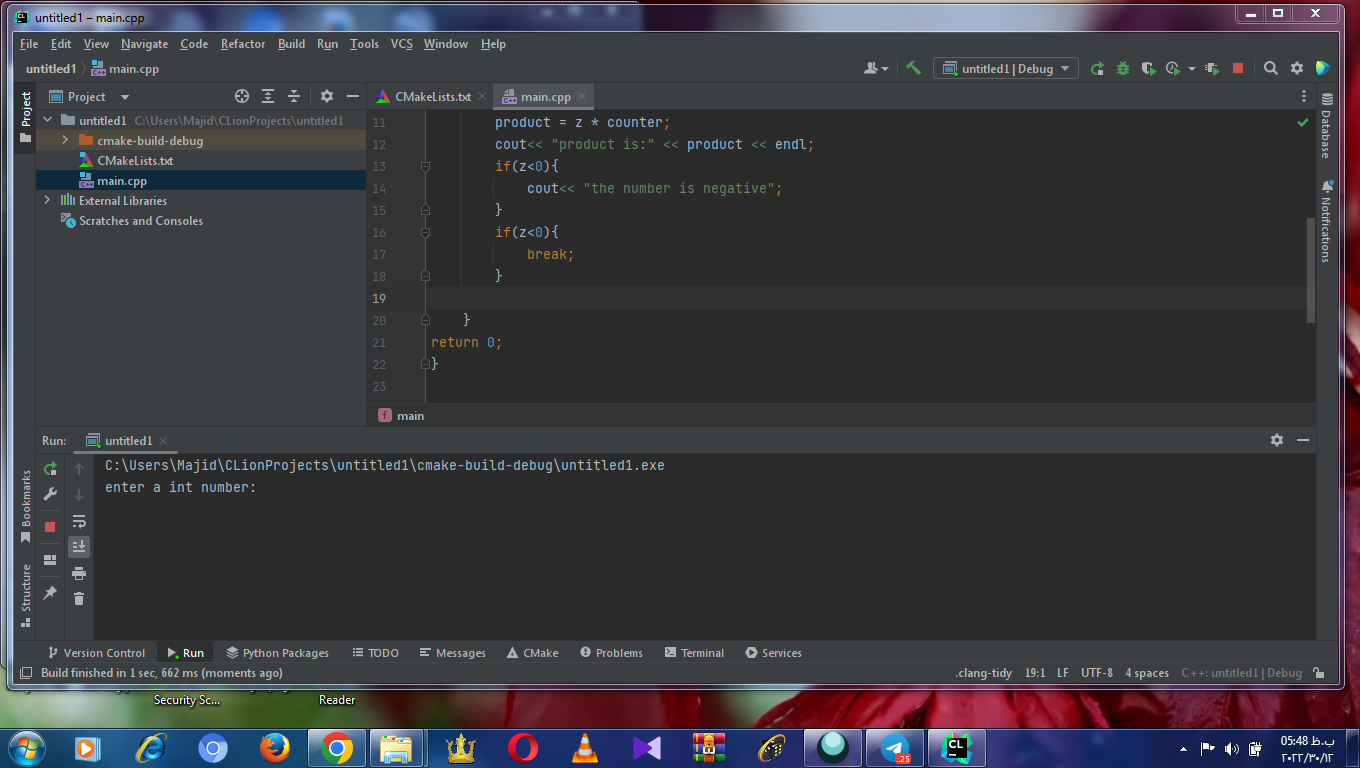 untitled1 – main.cpp
File Edit View Navigate Code Refactor Build Run Tools VCS Window Help
untitled1 main.cpp
untitled1 | Debug
Project
Project
CMakeLists.txt
main.cpp
untitled1 C:\Users\Majid\CLionProjects\untitled1
cmake-build-debug
CMakeLists.txt
main.cpp
External Libraries
Scratches and Consoles
11 product = z * counter;
12 cout<< "product is:" << product << endl;
13 if(z<0){
14 cout<< "the number is negative";
15 }
16 if(z<0){
17 break;
18 }
19
20 }
21 return 0;
22 }
23
main
Database
Notifications
Run: untitled1
C:\Users\Majid\CLionProjects\untitled1\cmake-build-debug\untitled1.exe
enter a int number:
Bookmarks
Structure
Version Control Run Python Packages TODO Messages CMake Problems Terminal Services
Build finished in 1 sec, 662 ms (moments ago)
.clang-tidy 19:1 LF UTF-8 4 spaces C++: untitled1 | Debug
Security Sc...
Reader
.25
CL
05:48 ب.ظ